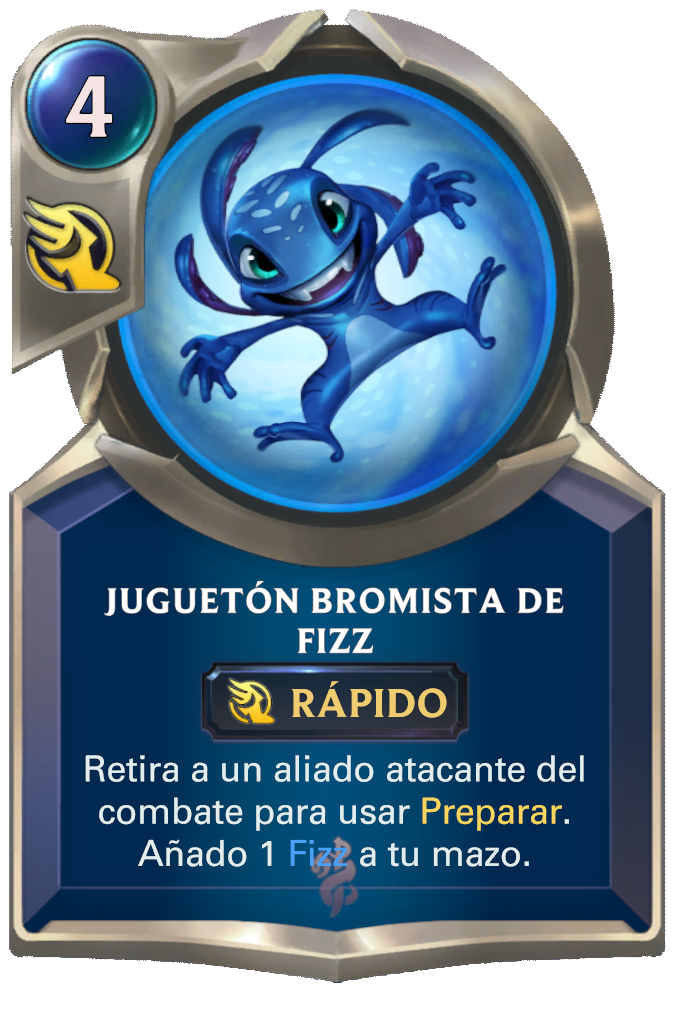 4
JUGUETÓN BROMISTA DE
FIZZ
RÁPIDO
Retira a un aliado atacante del
combate para usar Preparar.
Añado 1 Fizz a tu mazo.